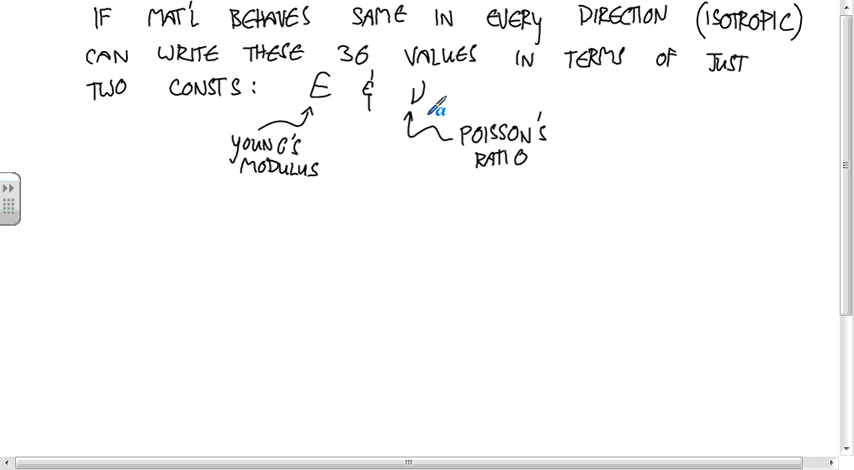 IF MAT'L BEHAVES SAME IN EVERY DIRECTION (ISOTROPIC)
CAN WRITE THESE 36 VALUES IN TERMS OF JUST
TWO CONSTS: E & ν
YOUNG'S
MODULUS
POISSON'S
RATIO